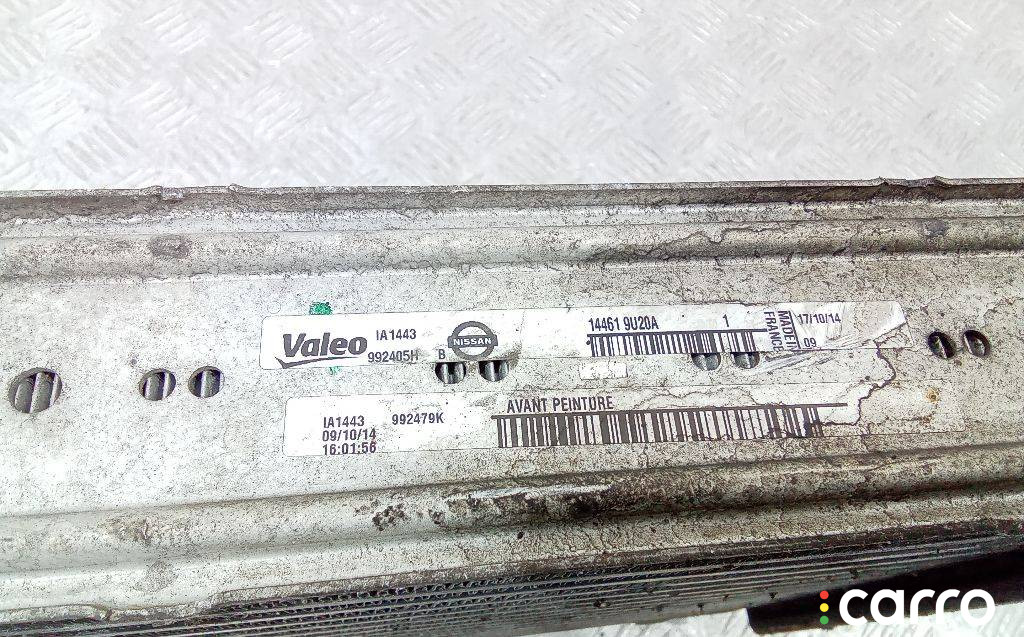 Valeo IA1443 992405H B NISSAN 14461 9U20A 1 MADE IN FRANCE 17/10/14 09
IA1443 992479K AVANT PEINTURE
09/10/14
16:01:56
carro